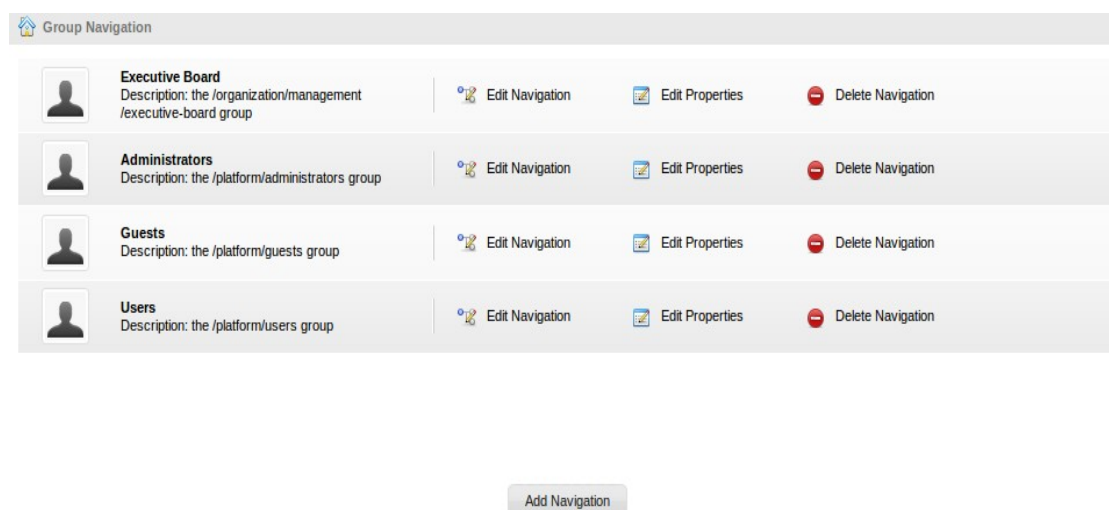 Group Navigation
Executive Board
Description: the /organization/management
/executive-board group
Edit Navigation
Edit Properties
Delete Navigation
Administrators
Description: the /platform/administrators group
Edit Navigation
Edit Properties
Delete Navigation
Guests
Description: the /platform/guests group
Edit Navigation
Edit Properties
Delete Navigation
Users
Description: the /platform/users group
Edit Navigation
Edit Properties
Delete Navigation
Add Navigation